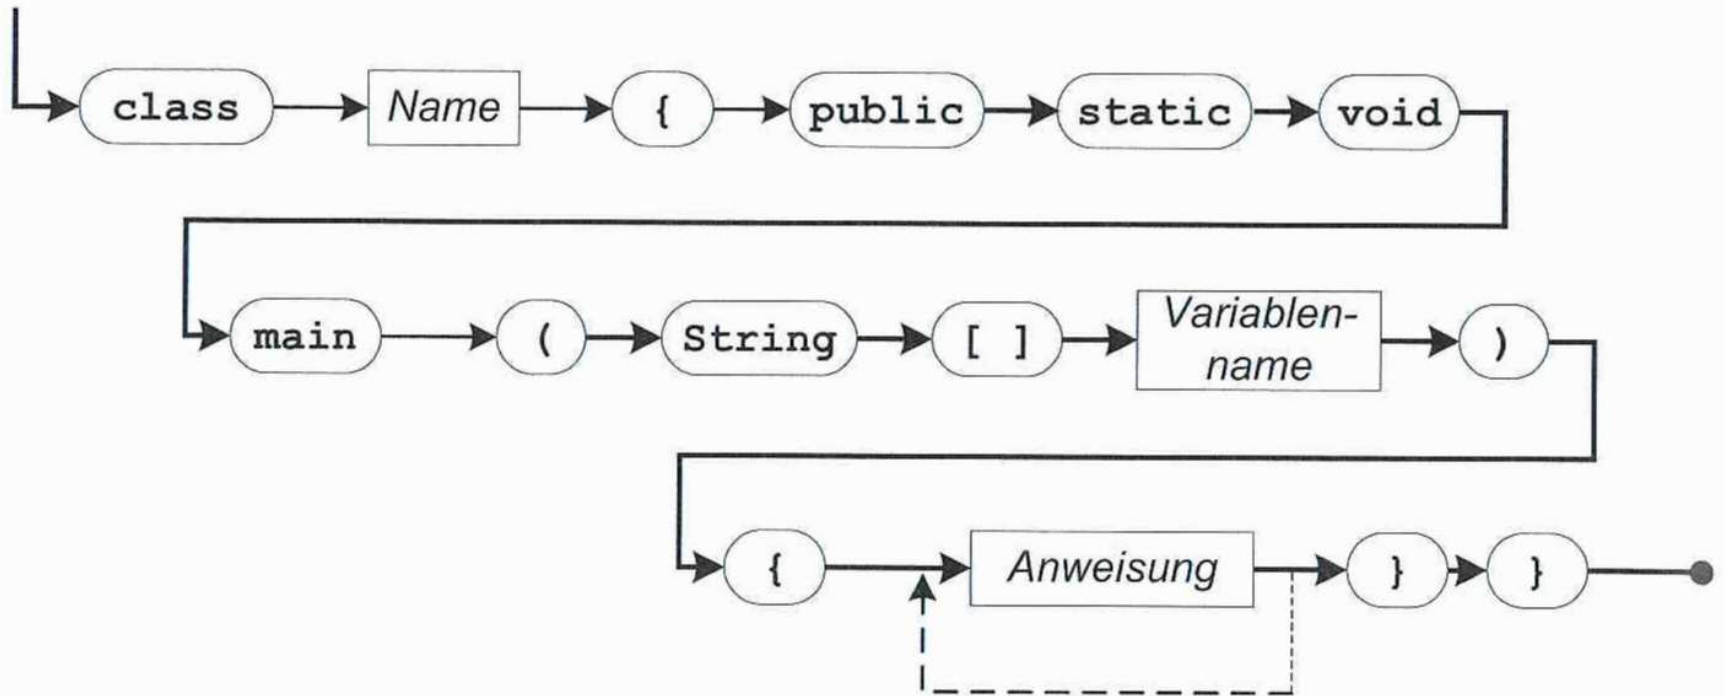 class Name { public static void
main ( String [ ] Variablen-
name )
{ Anweisung } }